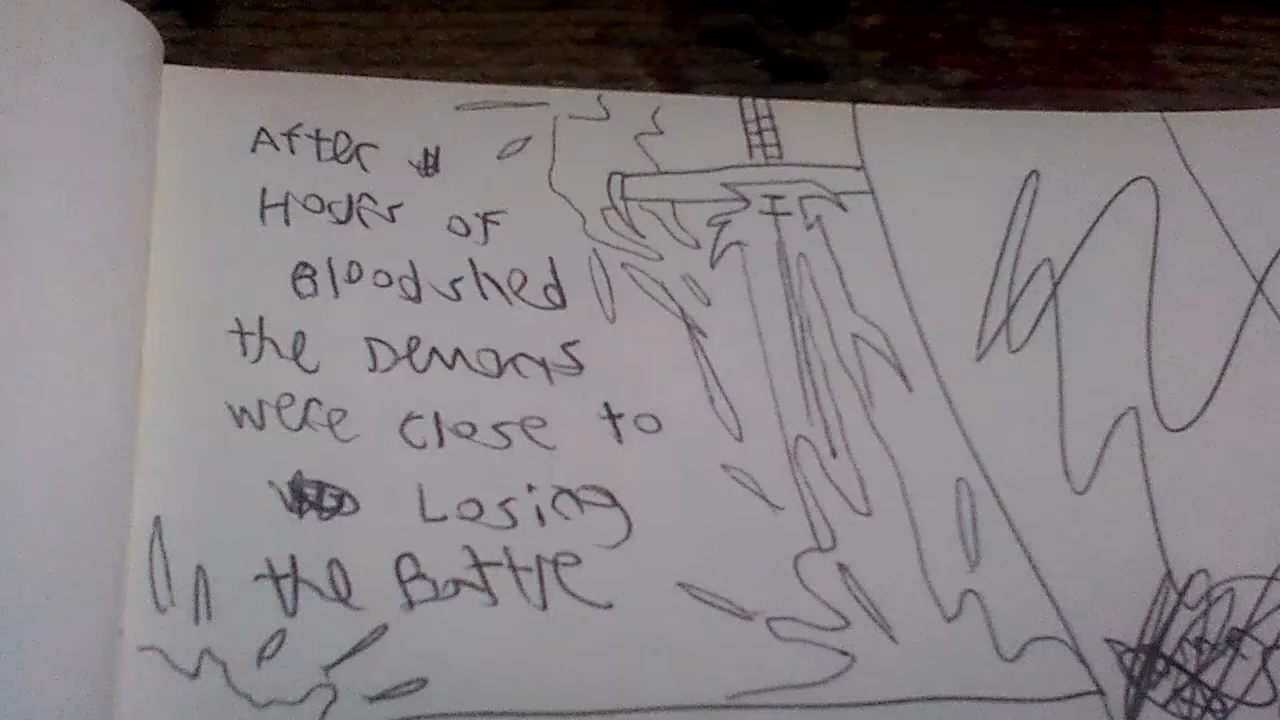 After
Hours of
Bloodshed
the Demons
were close to
Losing
the Battle